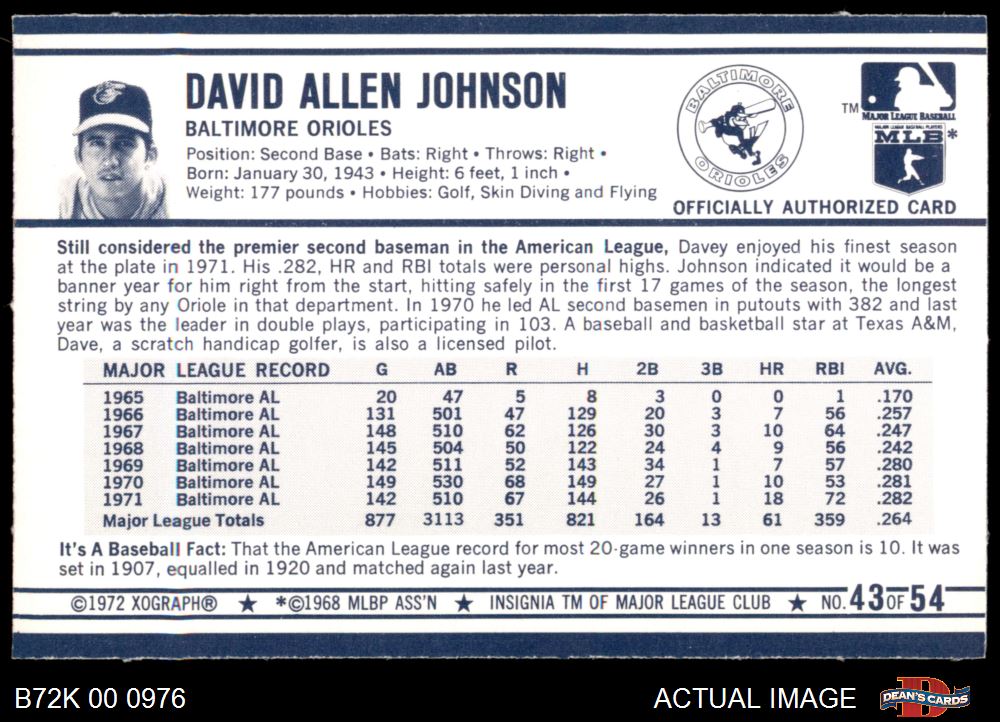 DAVID ALLEN JOHNSON
BALTIMORE ORIOLES
Position: Second Base • Bats: Right • Throws: Right •
Born: January 30, 1943 • Height: 6 feet, 1 inch •
Weight: 177 pounds • Hobbies: Golf, Skin Diving and Flying
BALTIMORE
ORIOLES
TM
MAJOR LEAGUE BASEBALL
MAJOR LEAGUE BASEBALL PLAYERS
MLB*
OFFICIALLY AUTHORIZED CARD
Still considered the premier second baseman in the American League, Davey enjoyed his finest season
at the plate in 1971. His .282, HR and RBI totals were personal highs. Johnson indicated it would be a
banner year for him right from the start, hitting safely in the first 17 games of the season, the longest
string by any Oriole in that department. In 1970 he led AL second basemen in putouts with 382 and last
year was the leader in double plays, participating in 103. A baseball and basketball star at Texas A&M,
Dave, a scratch handicap golfer, is also a licensed pilot.
MAJOR LEAGUE RECORD G AB R H 2B 3B HR RBI AVG.
1965 Baltimore AL 20 47 5 8 3 0 0 1 .170
1966 Baltimore AL 131 501 47 129 20 3 7 56 .257
1967 Baltimore AL 148 510 62 126 30 3 10 64 .247
1968 Baltimore AL 145 504 50 122 24 4 9 56 .242
1969 Baltimore AL 142 511 52 143 34 1 7 57 .280
1970 Baltimore AL 149 530 68 149 27 1 10 53 .281
1971 Baltimore AL 142 510 67 144 26 1 18 72 .282
Major League Totals 877 3113 351 821 164 13 61 359 .264
It's A Baseball Fact: That the American League record for most 20-game winners in one season is 10. It was
set in 1907, equalled in 1920 and matched again last year.
©1972 XOGRAPH® ★ *©1968 MLBP ASS'N ★ INSIGNIA TM OF MAJOR LEAGUE CLUB ★ NO. 43 OF 54
B72K 00 0976
ACTUAL IMAGE
DEAN'S CARDS